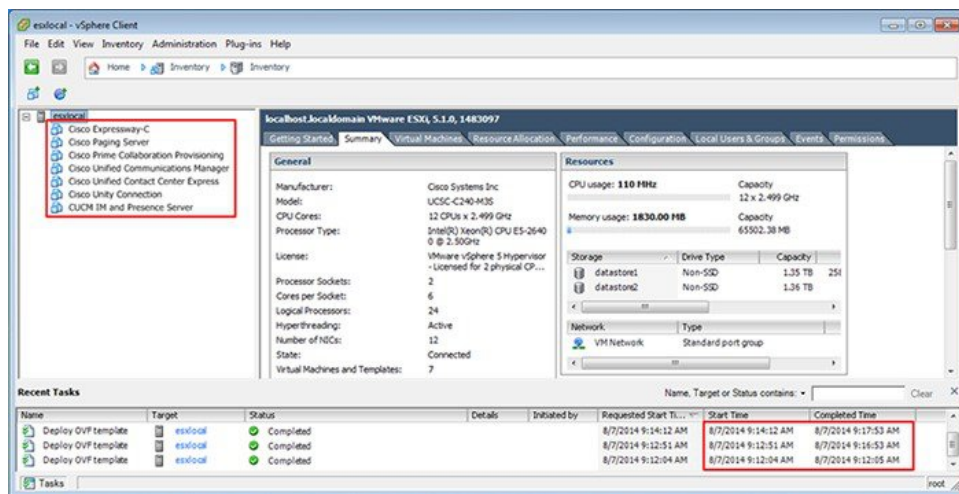 esxlocal - vSphere Client
File Edit View Inventory Administration Plug-ins Help
Home Inventory Inventory
esxlocal
Cisco Expressway-C
Cisco Paging Server
Cisco Prime Collaboration Provisioning
Cisco Unified Communications Manager
Cisco Unified Contact Center Express
Cisco Unity Connection
CUCM IM and Presence Server
localhost.localdomain VMware ESXi, 5.1.0, 1483097
Getting Started Summary Virtual Machines Resource Allocation Performance Configuration Local Users & Groups Events Permissions
General
Manufacturer: Cisco Systems Inc
Model: UCSC-C240-M3S
CPU Cores: 12 CPUs x 2.499 GHz
Processor Type: Intel(R) Xeon(R) CPU E5-2640
0 @ 2.50GHz
License: VMware vSphere 5 Hypervisor
- Licensed for 2 physical CP...
Processor Sockets: 2
Cores per Socket: 6
Logical Processors: 24
Hyperthreading: Active
Number of NICs: 12
State: Connected
Virtual Machines and Templates: 7
Resources
CPU usage: 110 MHz Capacity
12 x 2.499 GHz
Memory usage: 1830.00 MB Capacity
65502.38 MB
Storage Drive Type Capacity
datastore1 Non-SSD 1.35 TB 258
datastore2 Non-SSD 1.36 TB
Network Type
VM Network Standard port group
Recent Tasks
Name, Target or Status contains: Clear
Name Target Status Details Initiated by Requested Start Ti... Start Time Completed Time
Deploy OVF template esxlocal Completed 8/7/2014 9:14:12 AM 8/7/2014 9:14:12 AM 8/7/2014 9:17:53 AM
Deploy OVF template esxlocal Completed 8/7/2014 9:12:51 AM 8/7/2014 9:12:51 AM 8/7/2014 9:16:53 AM
Deploy OVF template esxlocal Completed 8/7/2014 9:12:04 AM 8/7/2014 9:12:04 AM 8/7/2014 9:12:05 AM
Tasks root